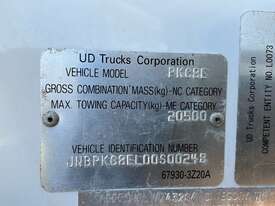 UD Trucks Corporation
VEHICLE MODEL PKC8E
GROSS COMBINATION MASS(kg)-NC CATEGORY
MAX. TOWING CAPACITY(kg)-ME CATEGORY
20500
VEHICLE IDENTIFICATION NUMBER
JNBPKC8EL00S00248
67930-3Z20A
UD Trucks Corporation
COMPETENT ENTITY NO L0073